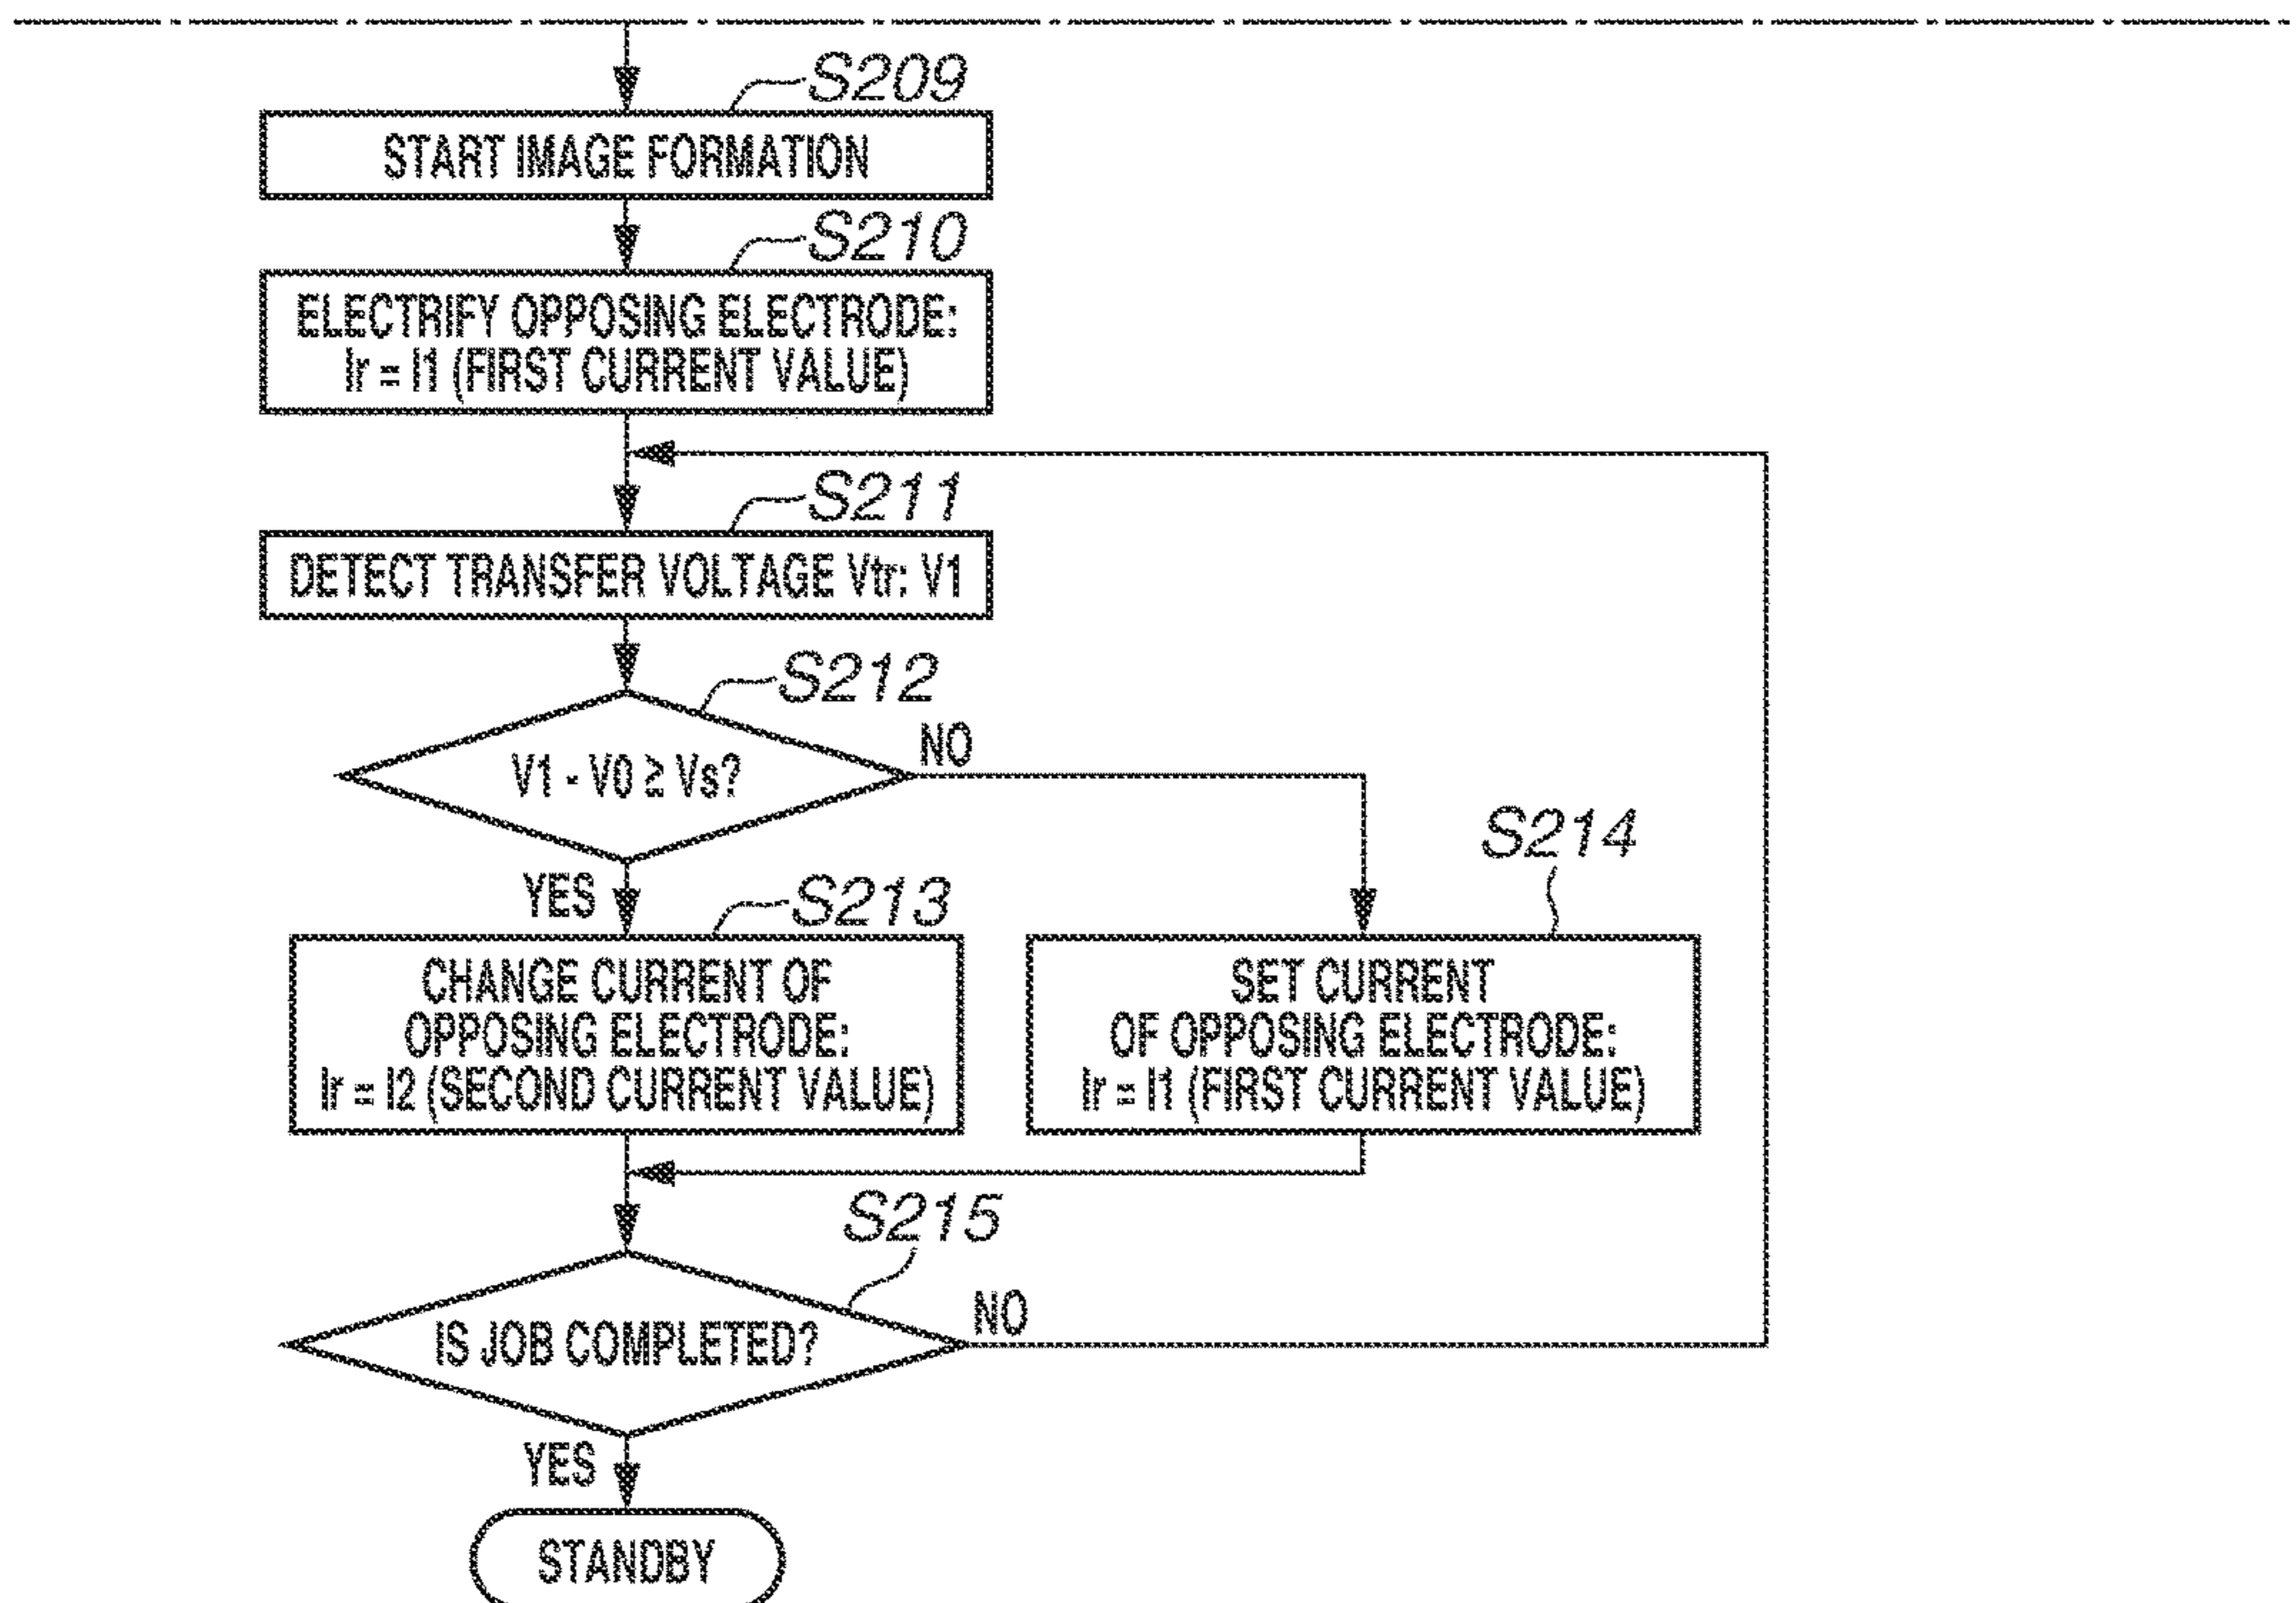 S209
START IMAGE FORMATION
S210
ELECTRIFY OPPOSING ELECTRODE:
Ir = I1 (FIRST CURRENT VALUE)
S211
DETECT TRANSFER VOLTAGE Vtr: V1
S212
V1 - V0 ≥ Vs?
NO
YES
S213
CHANGE CURRENT OF
OPPOSING ELECTRODE:
Ir = I2 (SECOND CURRENT VALUE)
S214
SET CURRENT
OF OPPOSING ELECTRODE:
Ir = I1 (FIRST CURRENT VALUE)
S215
IS JOB COMPLETED?
NO
YES
STANDBY